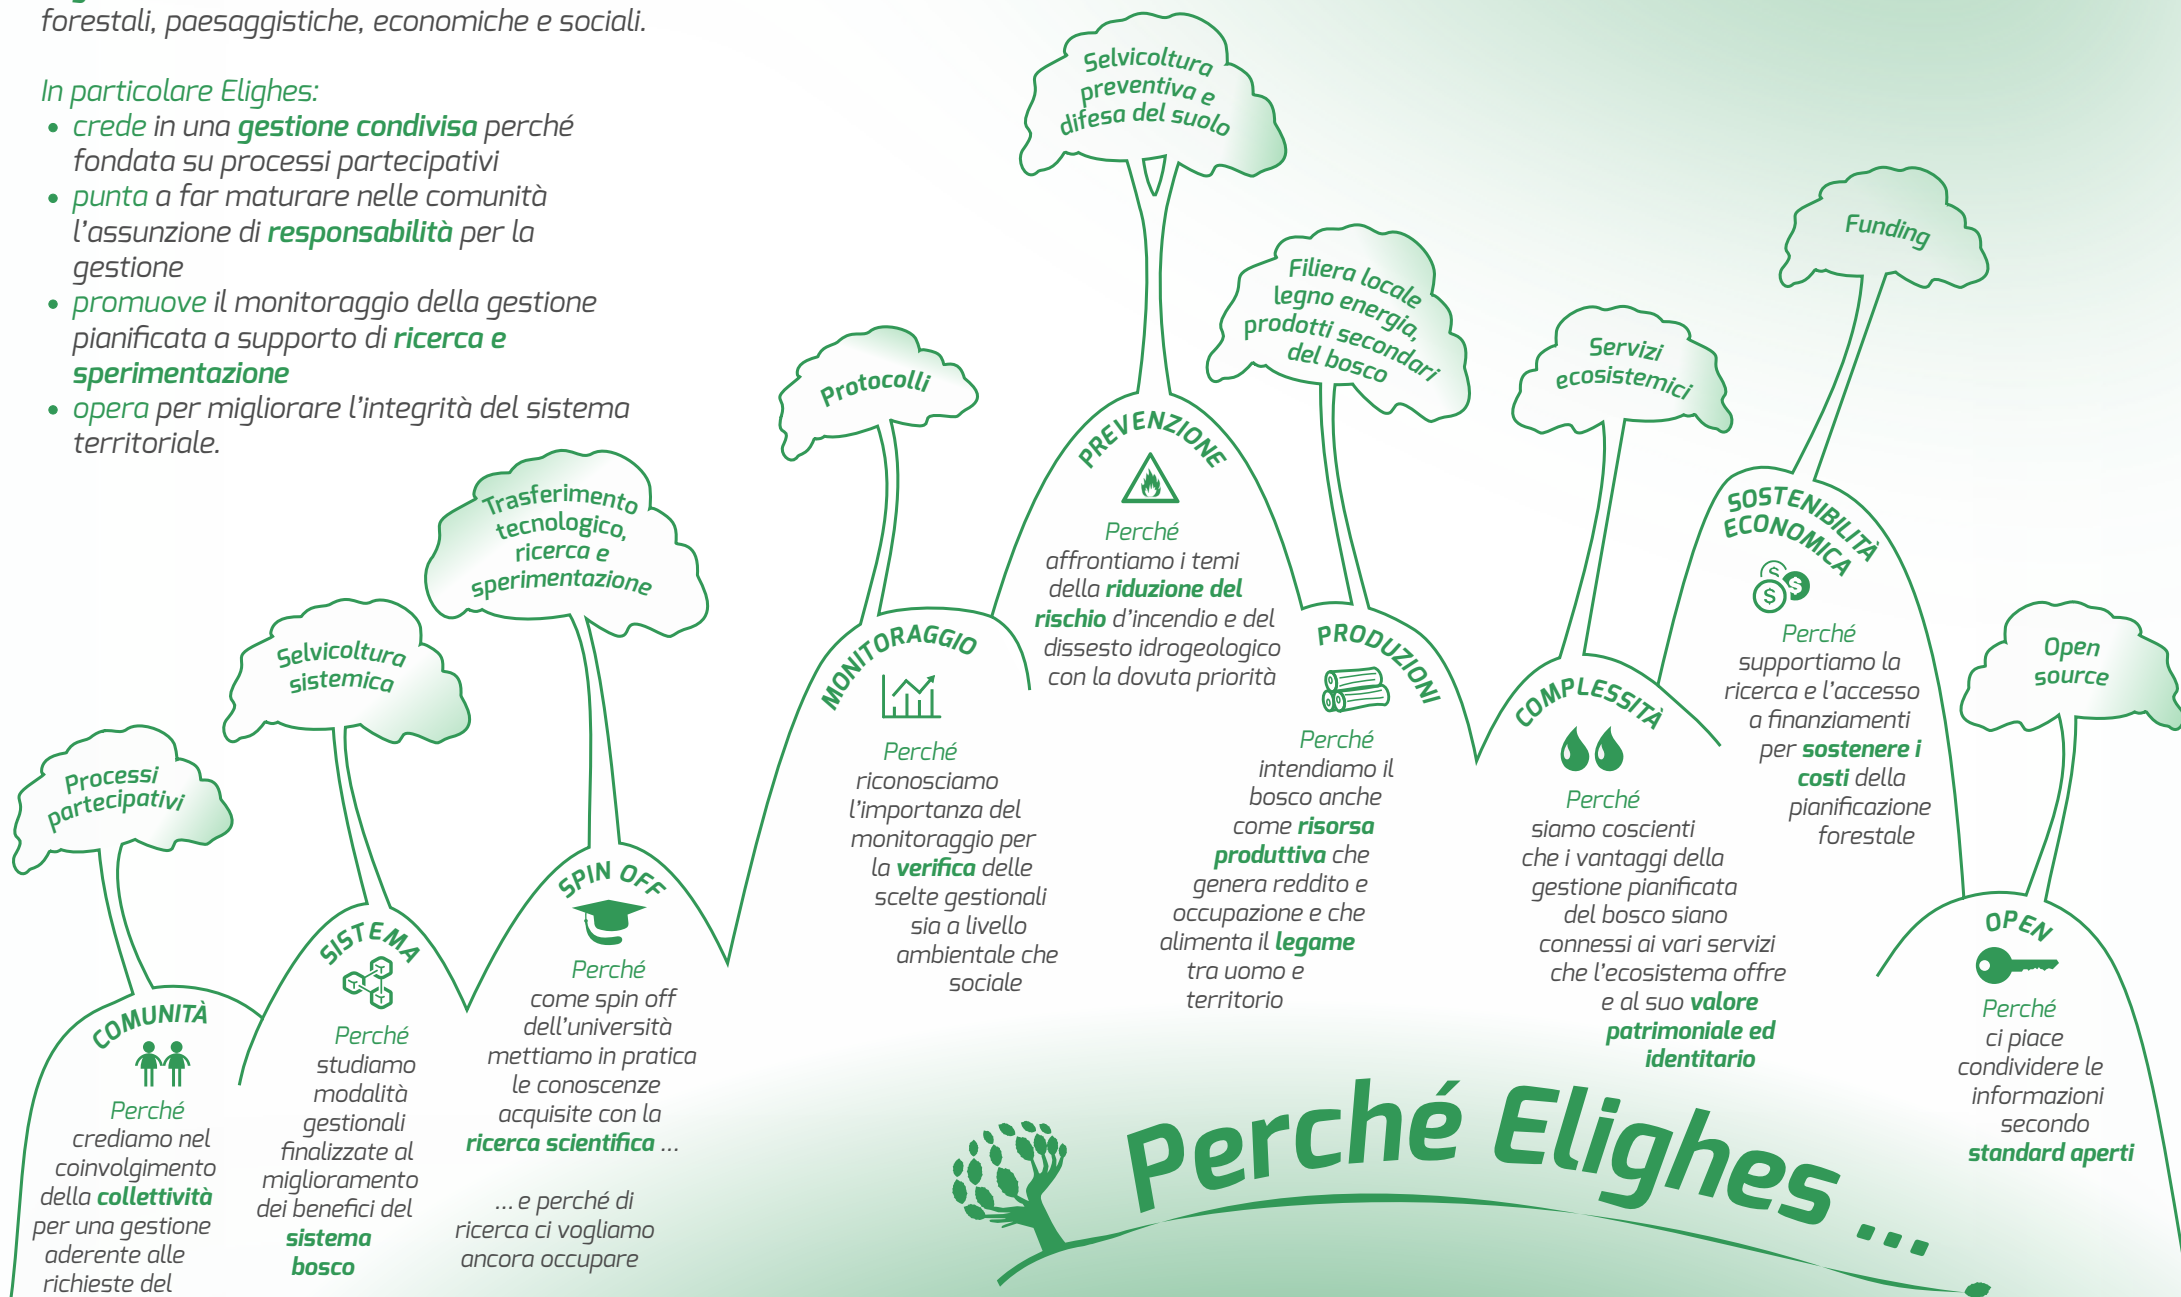 forestali, paesaggistiche, economiche e sociali.
In particolare Elighes:
• crede in una gestione condivisa perché
fondata su processi partecipativi
• punta a far maturare nelle comunità
l'assunzione di responsabilità per la
gestione
• promuove il monitoraggio della gestione
pianificata a supporto di ricerca e
sperimentazione
• opera per migliorare l'integrità del sistema
territoriale.
Processi
partecipativi
COMUNITÀ
Perché
crediamo nel
coinvolgimento
della collettività
per una gestione
aderente alle
richieste del
Selvicoltura
sistemica
SISTEMA
Perché
studiamo
modalità
gestionali
finalizzate al
miglioramento
dei benefici del
sistema
bosco
Trasferimento
tecnologico,
ricerca e
sperimentazione
SPIN OFF
Perché
come spin off
dell'università
mettiamo in pratica
le conoscenze
acquisite con la
ricerca scientifica ...
... e perché di
ricerca ci vogliamo
ancora occupare
Protocolli
MONITORAGGIO
Perché
riconosciamo
l'importanza del
monitoraggio per
la verifica delle
scelte gestionali
sia a livello
ambientale che
sociale
Selvicoltura
preventiva e
difesa del suolo
PREVENZIONE
Perché
affrontiamo i temi
della riduzione del
rischio d'incendio e del
dissesto idrogeologico
con la dovuta priorità
Filiera locale
legno energia,
prodotti secondari
del bosco
PRODUZIONI
Perché
intendiamo il
bosco anche
come risorsa
produttiva che
genera reddito e
occupazione e che
alimenta il legame
tra uomo e
territorio
Servizi
ecosistemici
COMPLESSITÀ
Perché
siamo coscienti
che i vantaggi della
gestione pianificata
del bosco siano
connessi ai vari servizi
che l'ecosistema offre
e al suo valore
patrimoniale ed
identitario
Funding
SOSTENIBILITÀ
ECONOMICA
$
$
$
Perché
supportiamo la
ricerca e l'accesso
a finanziamenti
per sostenere i
costi della
pianificazione
forestale
Open
source
OPEN
Perché
ci piace
condividere le
informazioni
secondo
standard aperti
Perché Elighes ...